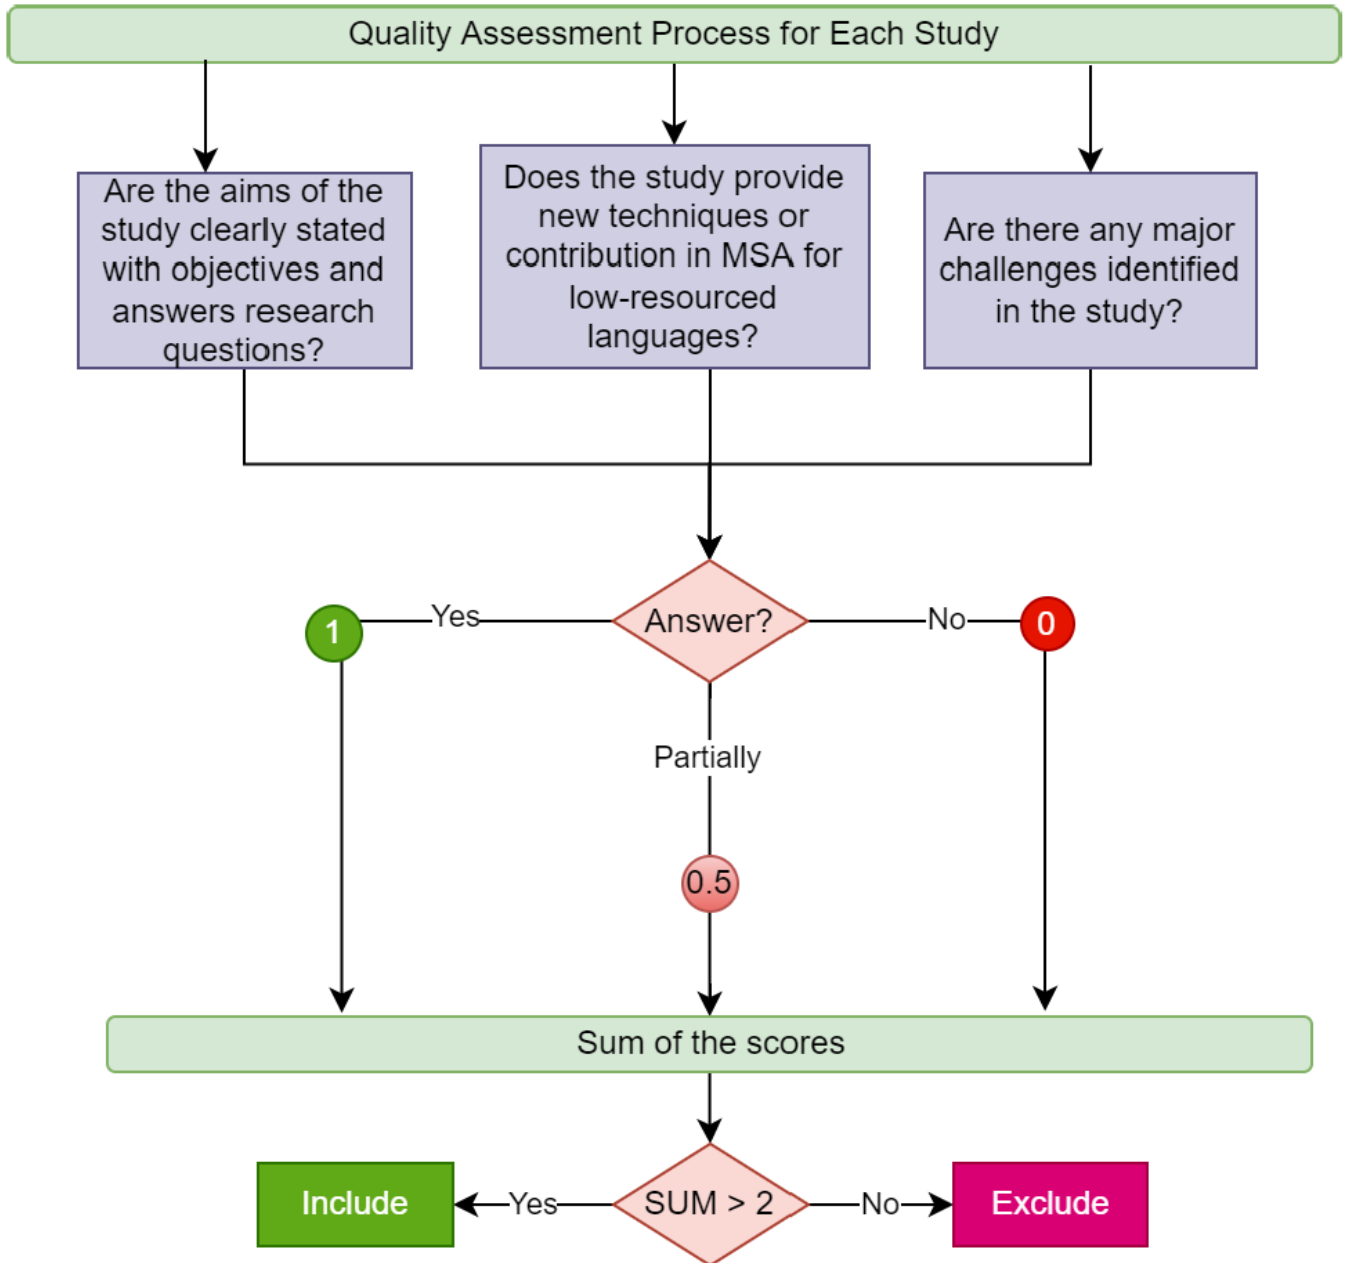 Quality Assessment Process for Each Study
Are the aims of the
study clearly stated
with objectives and
answers research
questions?
Does the study provide
new techniques or
contribution in MSA for
low-resourced
languages?
Are there any major
challenges identified
in the study?
Answer?
Yes
No
1
0
Partially
0.5
Sum of the scores
Include
Yes
SUM > 2
No
Exclude